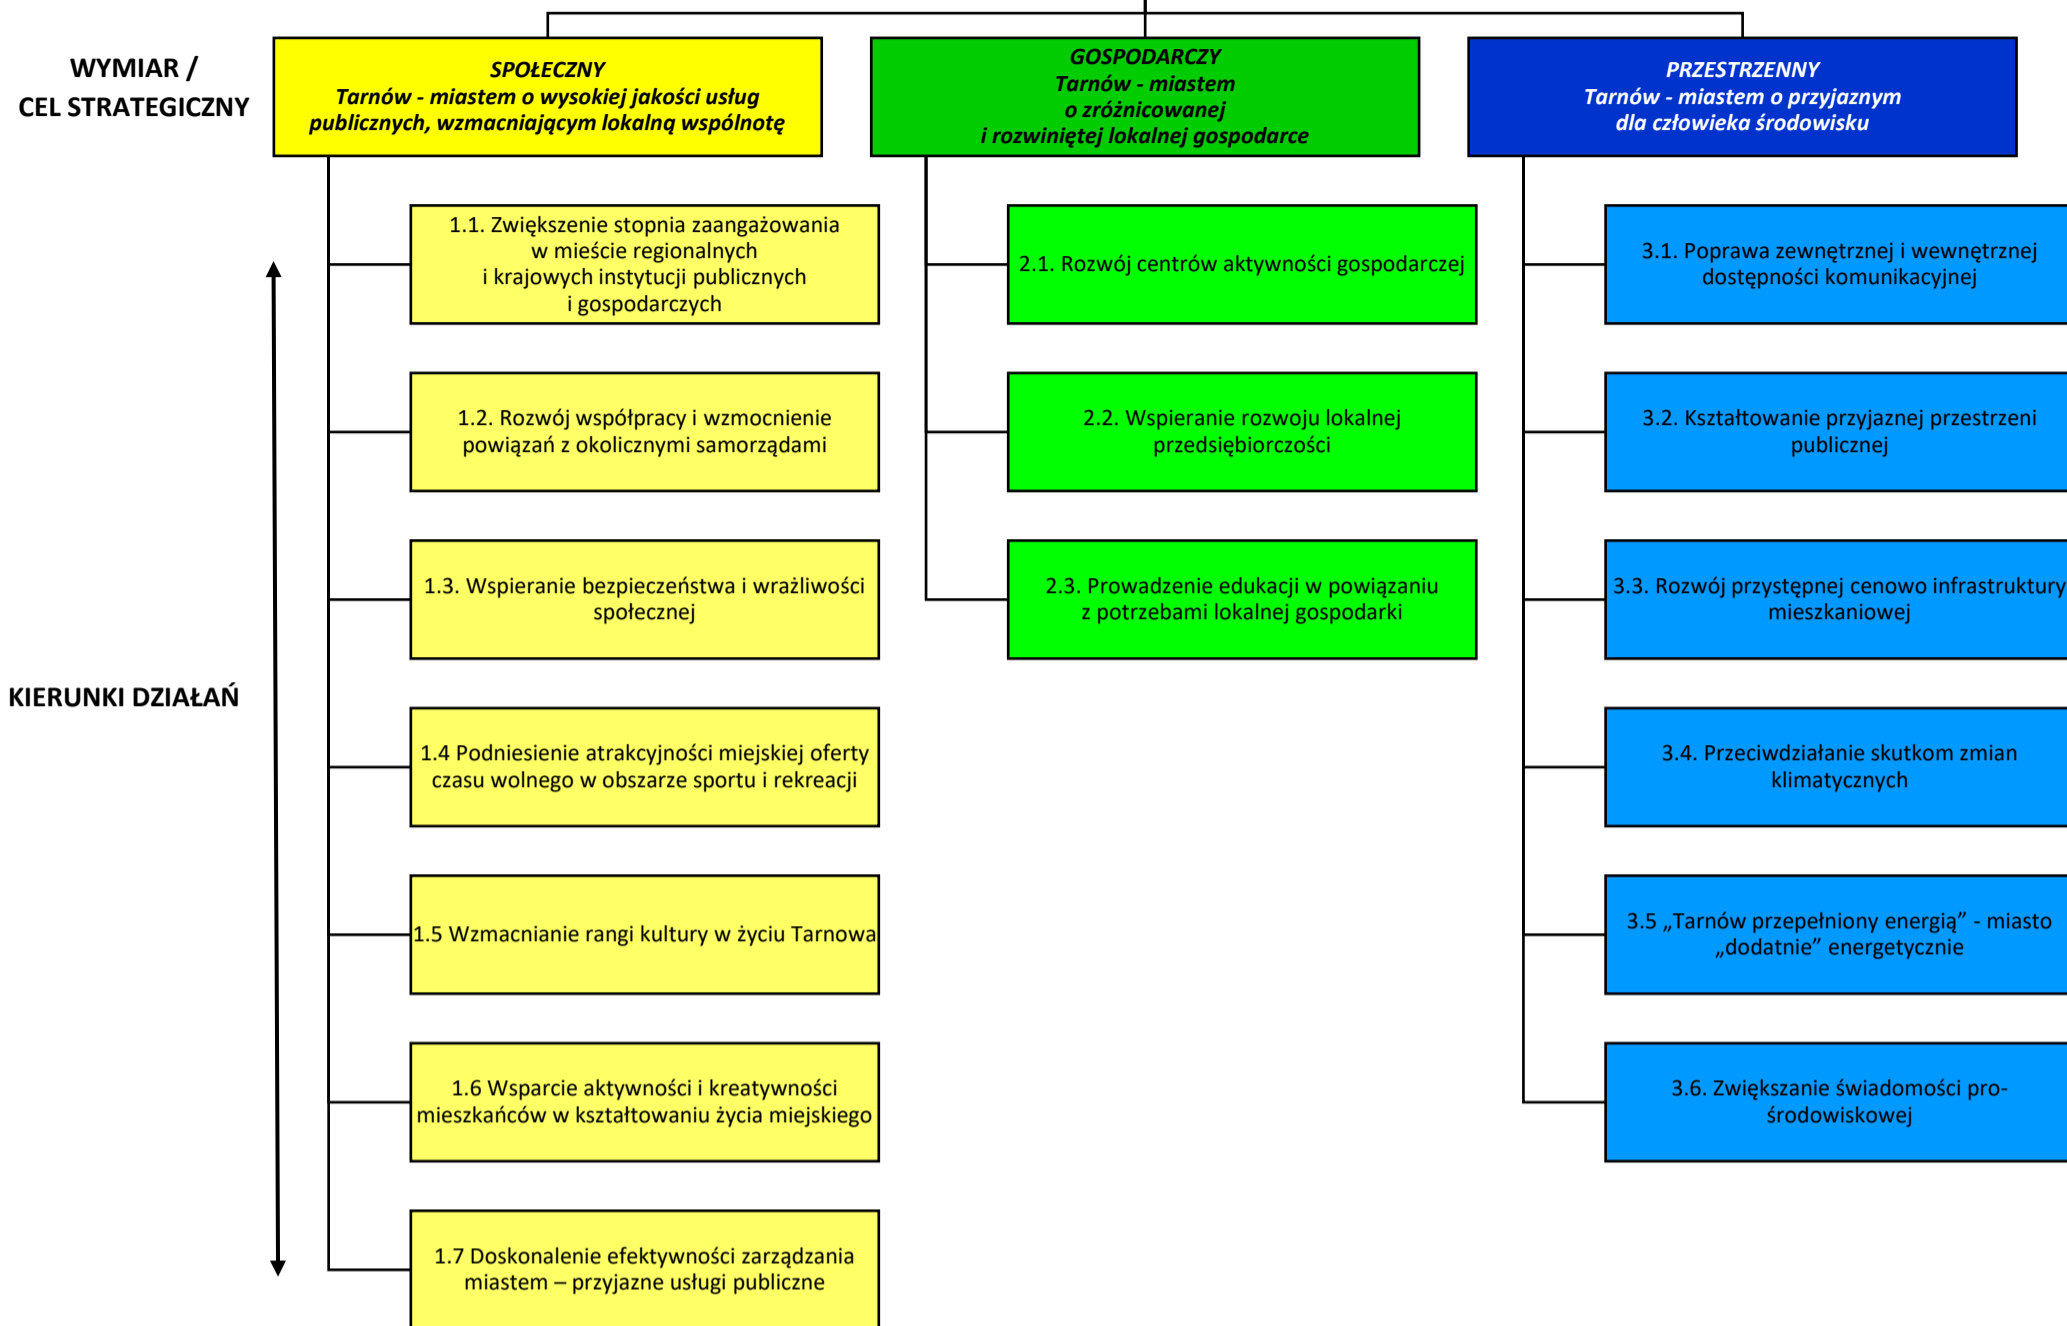 WYMIAR /
CEL STRATEGICZNY
SPOŁECZNY
Tarnów - miastem o wysokiej jakości usług
publicznych, wzmacniającym lokalną wspólnotę
GOSPODARCZY
Tarnów - miastem
o zróżnicowanej
i rozwiniętej lokalnej gospodarce
PRZESTRZENNY
Tarnów - miastem o przyjaznym
dla człowieka środowisku
KIERUNKI DZIAŁAŃ
1.1. Zwiększenie stopnia zaangażowania
w mieście regionalnych
i krajowych instytucji publicznych
i gospodarczych
1.2. Rozwój współpracy i wzmocnienie
powiązań z okolicznymi samorządami
1.3. Wspieranie bezpieczeństwa i wrażliwości
społecznej
1.4 Podniesienie atrakcyjności miejskiej oferty
czasu wolnego w obszarze sportu i rekreacji
1.5 Wzmacnianie rangi kultury w życiu Tarnowa
1.6 Wsparcie aktywności i kreatywności
mieszkańców w kształtowaniu życia miejskiego
1.7 Doskonalenie efektywności zarządzania
miastem – przyjazne usługi publiczne
2.1. Rozwój centrów aktywności gospodarczej
2.2. Wspieranie rozwoju lokalnej
przedsiębiorczości
2.3. Prowadzenie edukacji w powiązaniu
z potrzebami lokalnej gospodarki
3.1. Poprawa zewnętrznej i wewnętrznej
dostępności komunikacyjnej
3.2. Kształtowanie przyjaznej przestrzeni
publicznej
3.3. Rozwój przystępnej cenowo infrastruktury
mieszkaniowej
3.4. Przeciwdziałanie skutkom zmian
klimatycznych
3.5 „Tarnów przepełniony energią” - miasto
„dodatnie” energetycznie
3.6. Zwiększanie świadomości pro-
środowiskowej